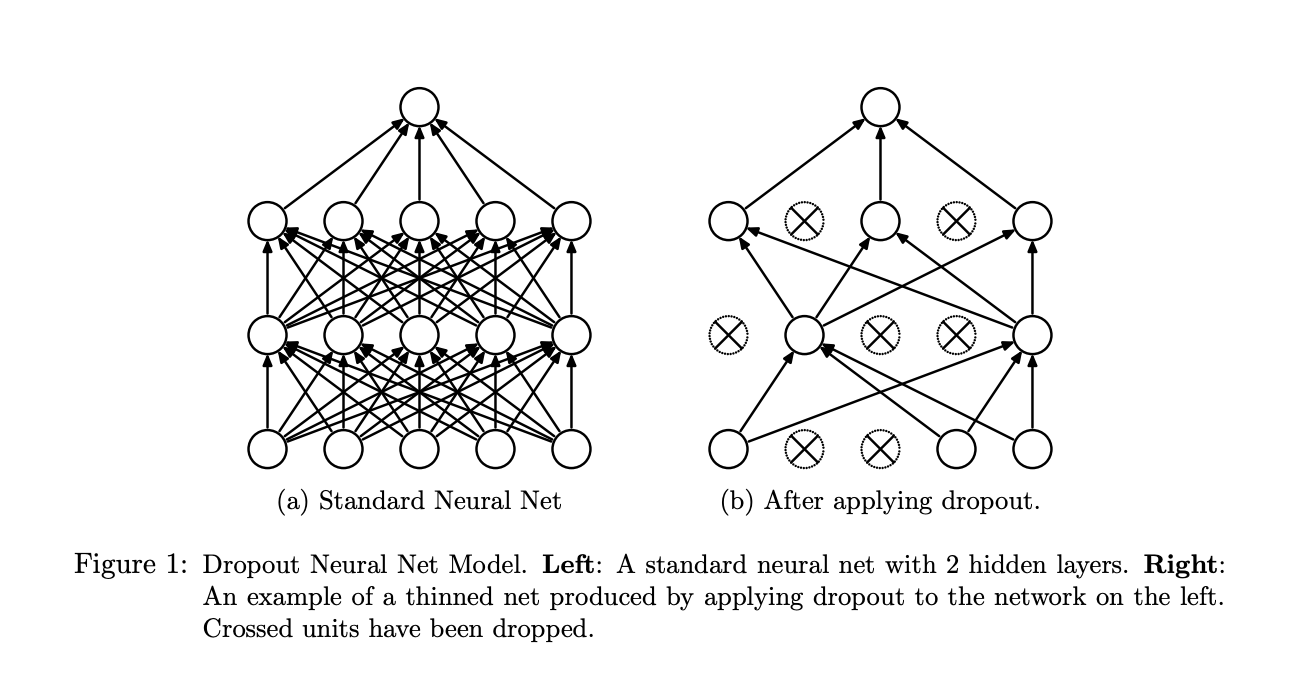 (a) Standard Neural Net
(b) After applying dropout.
Figure 1: Dropout Neural Net Model. Left: A standard neural net with 2 hidden layers. Right:
An example of a thinned net produced by applying dropout to the network on the left.
Crossed units have been dropped.